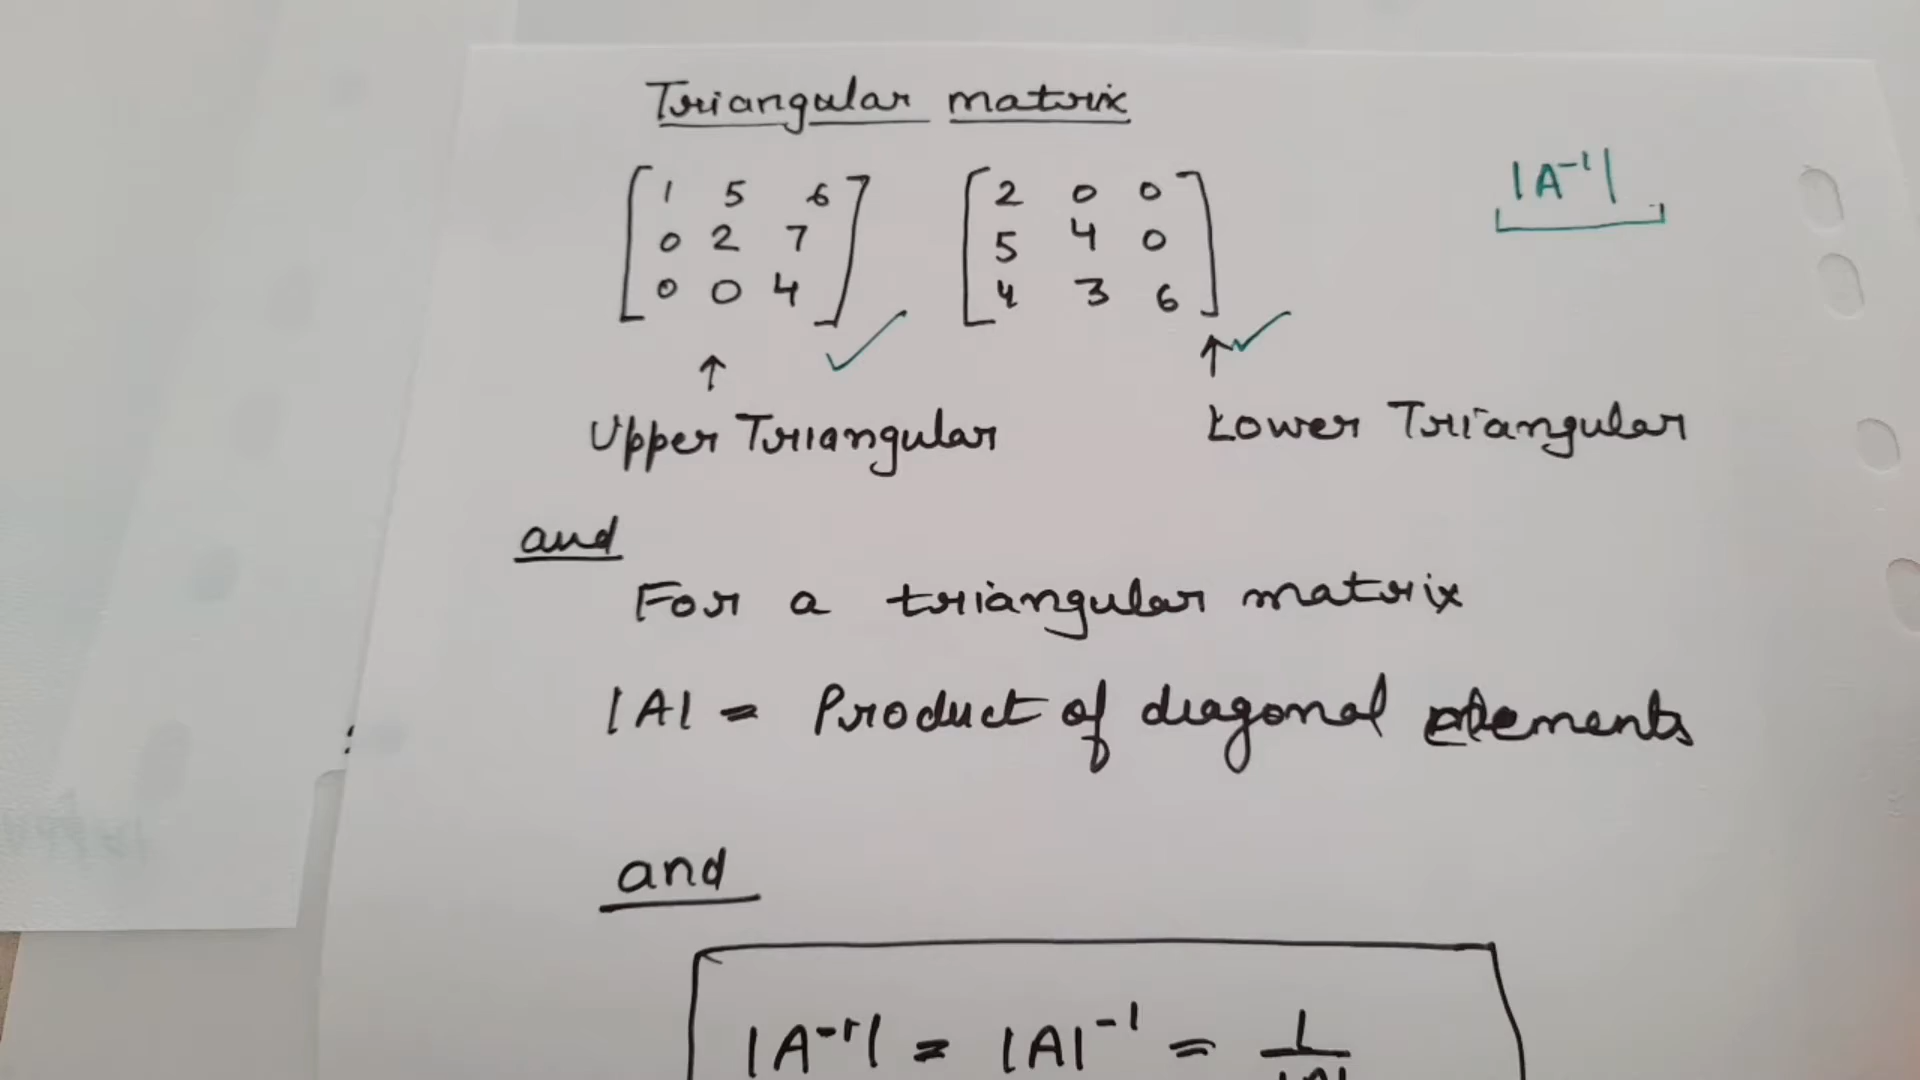 Triangular matrix
1 5 6 2 0 0 |A⁻¹|
0 2 7 5 4 0
0 0 4 4 3 6
↑ ✓ ↑ ✓
Upper Triangular Lower Triangular
and
For a triangular matrix
|A| = Product of diagonal elements
and
|A⁻¹| = |A|⁻¹ = 1/|A|